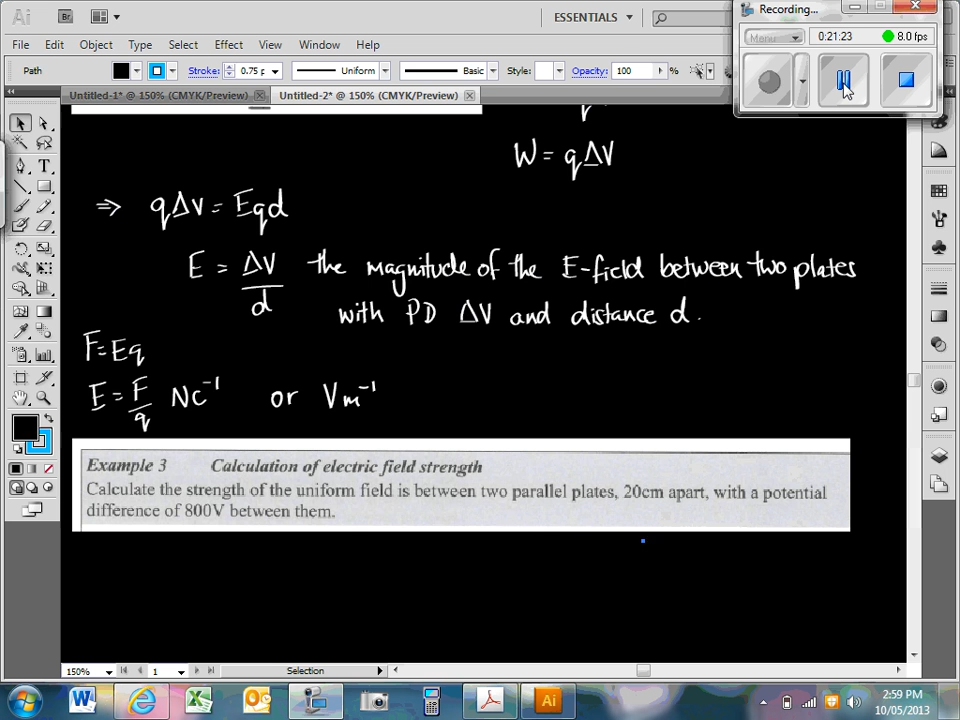 Recording...
Ai Br ESSENTIALS
Menu 0:21:23 8.0 fps
File Edit Object Type Select Effect View Window Help
Path Stroke: 0.75 p Uniform Basic Style: Opacity: 100 %
Untitled-1* @ 150% (CMYK/Preview) Untitled-2* @ 150% (CMYK/Preview)
W = qΔV
⇒ qΔV = Eqd
E = ΔV/d the magnitude of the E-field between two plates
with PD ΔV and distance d.
F=Eq
E = F/q NC⁻¹ or Vm⁻¹
Example 3 Calculation of electric field strength
Calculate the strength of the uniform field is between two parallel plates, 20cm apart, with a potential
difference of 800V between them.
150% 1 Selection
2:59 PM
10/05/2013